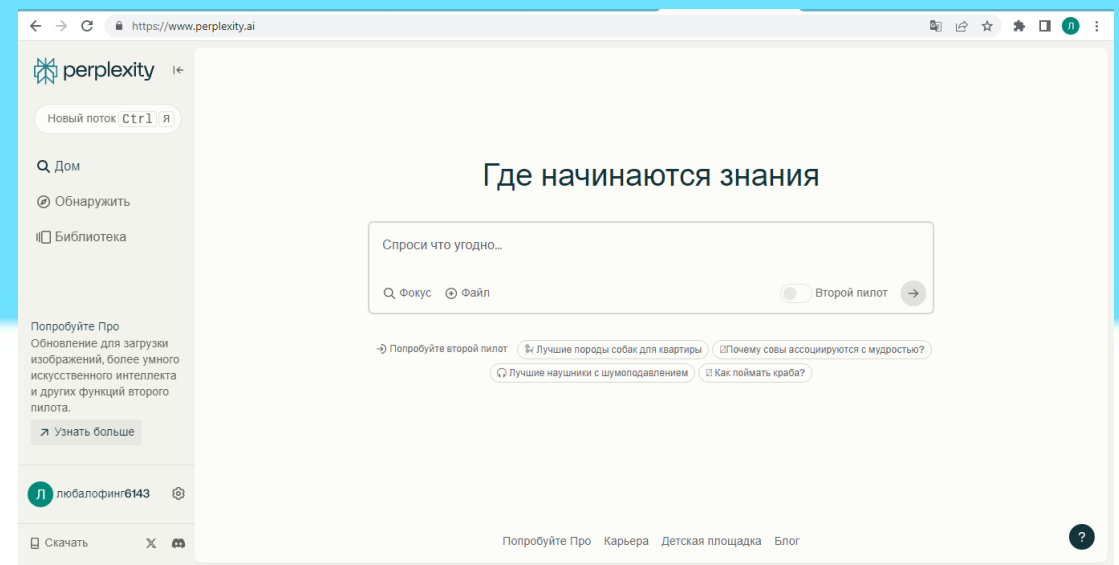 https://www.perplexity.ai
Л
perplexity
Новый поток Ctrl Я
Дом
Обнаружить
Библиотека
Где начинаются знания
Спроси что угодно...
Фокус Файл Второй пилот
Попробуйте второй пилот Лучшие породы собак для квартиры Почему совы ассоциируются с мудростью?
Лучшие наушники с шумоподавлением Как поймать краба?
Попробуйте Про
Обновление для загрузки
изображений, более умного
искусственного интеллекта
и других функций второго
пилота.
Узнать больше
Л любалофинг6143
Скачать
Попробуйте Про Карьера Детская площадка Блог
?